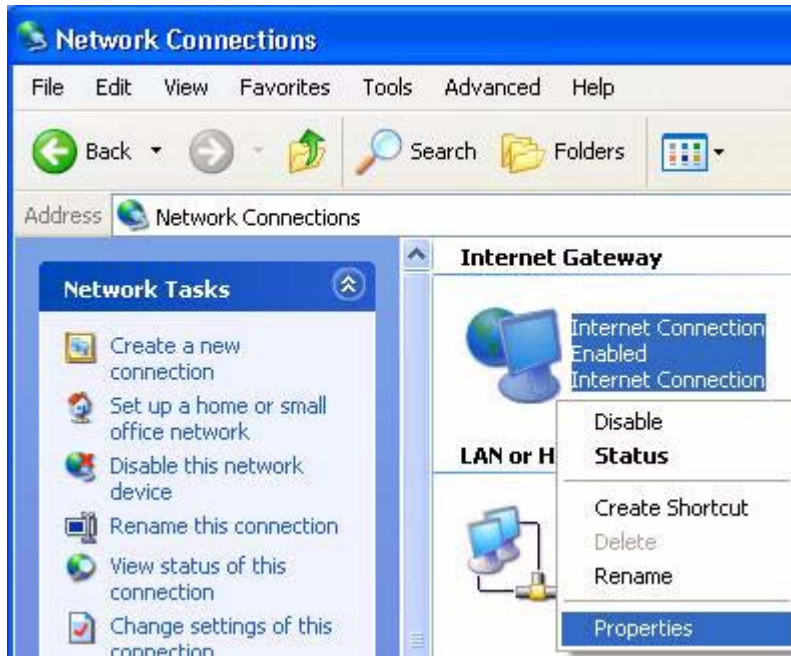 Network Connections
File Edit View Favorites Tools Advanced Help
Back Search Folders
Address Network Connections
Network Tasks
Create a new
connection
Set up a home or small
office network
Disable this network
device
Rename this connection
View status of this
connection
Change settings of this
connection
Internet Gateway
Internet Connection
Enabled
Internet Connection
LAN or H
Disable
Status
Create Shortcut
Delete
Rename
Properties